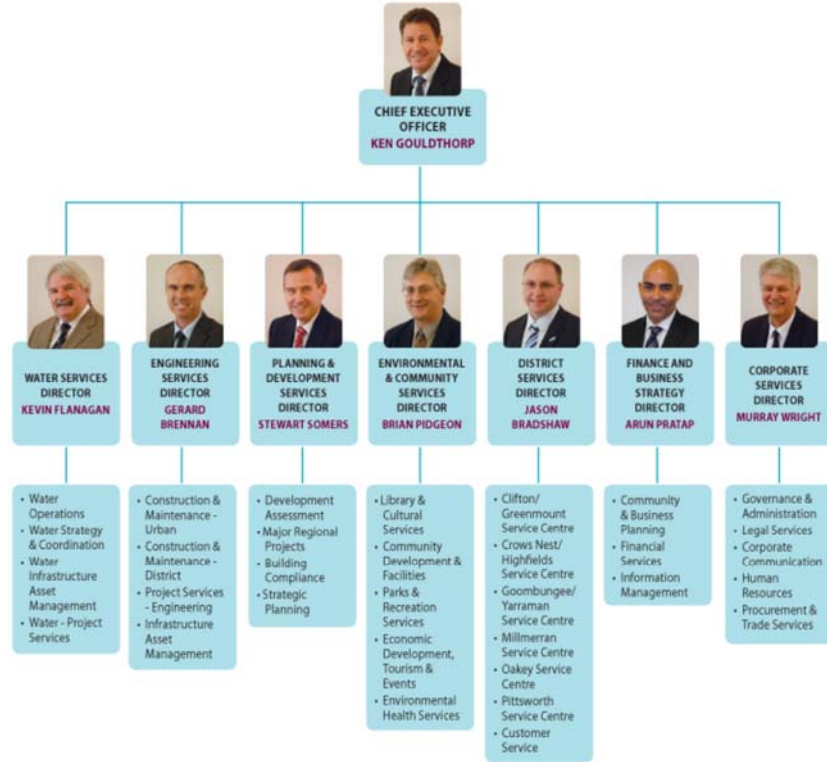 CHIEF EXECUTIVE
OFFICER
KEN GOULDTHORP
WATER SERVICES
DIRECTOR
KEVIN FLANAGAN
ENGINEERING
SERVICES
DIRECTOR
GERARD
BRENNAN
PLANNING &
DEVELOPMENT
SERVICES
DIRECTOR
STEWART SOMERS
ENVIRONMENTAL
& COMMUNITY
SERVICES
DIRECTOR
BRIAN PIDGEON
DISTRICT
SERVICES
DIRECTOR
JASON
BRADSHAW
FINANCE AND
BUSINESS
STRATEGY
DIRECTOR
ARUN PRATAP
CORPORATE
SERVICES
DIRECTOR
MURRAY WRIGHT
• Water
Operations
• Water Strategy
& Coordination
• Water
Infrastructure
Asset
Management
• Water - Project
Services
• Construction &
Maintenance -
Urban
• Construction &
Maintenance -
District
• Project Services
- Engineering
• Infrastructure
Asset
Management
• Development
Assessment
• Major Regional
Projects
• Building
Compliance
• Strategic
Planning
• Library &
Cultural
Services
• Community
Development &
Facilities
• Parks &
Recreation
Services
• Economic
Development,
Tourism &
Events
• Environmental
Health Services
• Clifton/
Greenmount
Service Centre
• Crows Nest/
Highfields
Service Centre
• Goombungee/
Yarraman
Service Centre
• Millmerran
Service Centre
• Oakey Service
Centre
• Pittsworth
Service Centre
• Customer
Service
• Community
& Business
Planning
• Financial
Services
• Information
Management
• Governance &
Administration
• Legal Services
• Corporate
Communication
• Human
Resources
• Procurement &
Trade Services